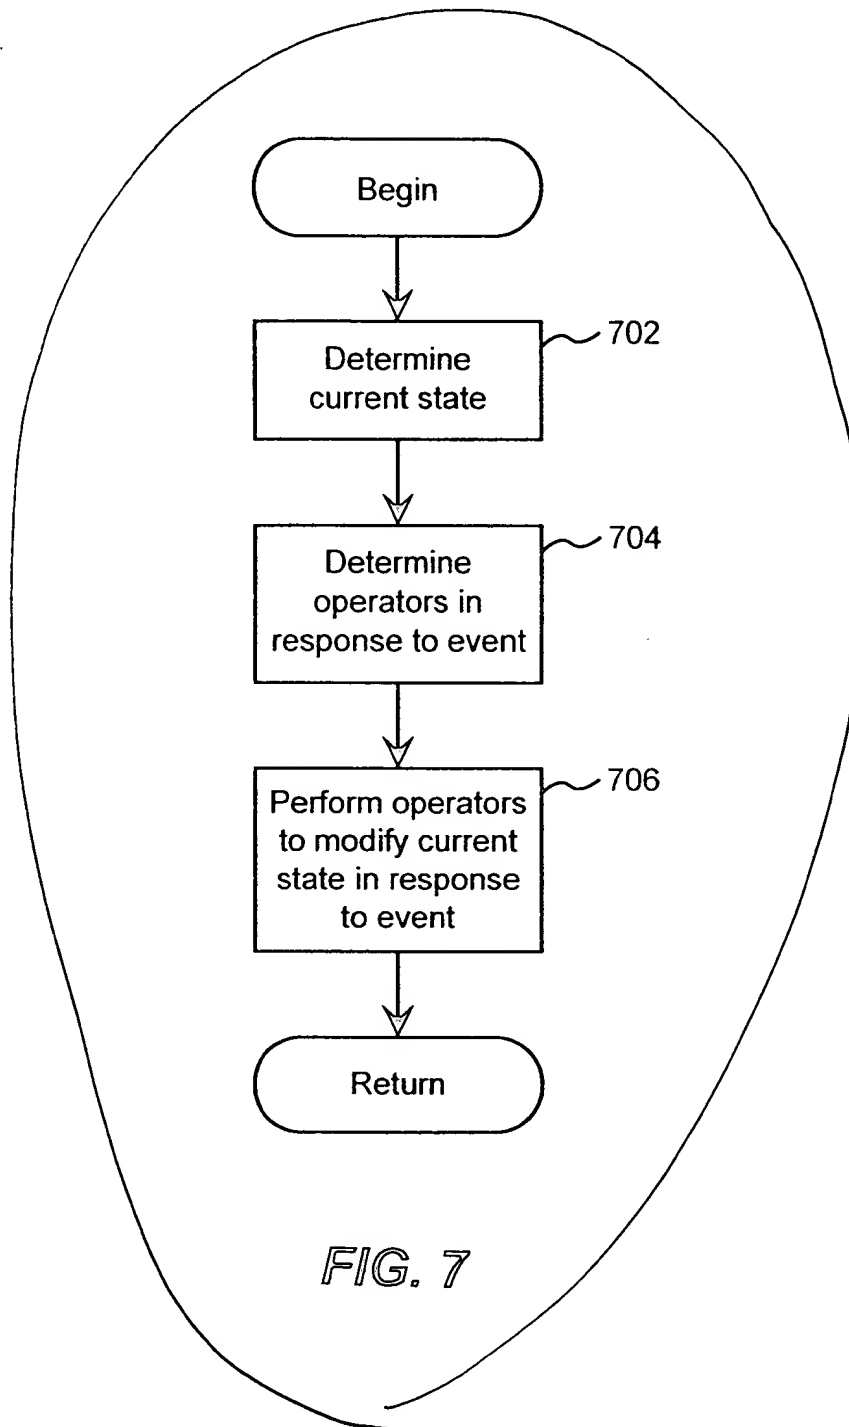 Begin
702
Determine
current state
704
Determine
operators in
response to event
706
Perform operators
to modify current
state in response
to event
Return
FIG. 7